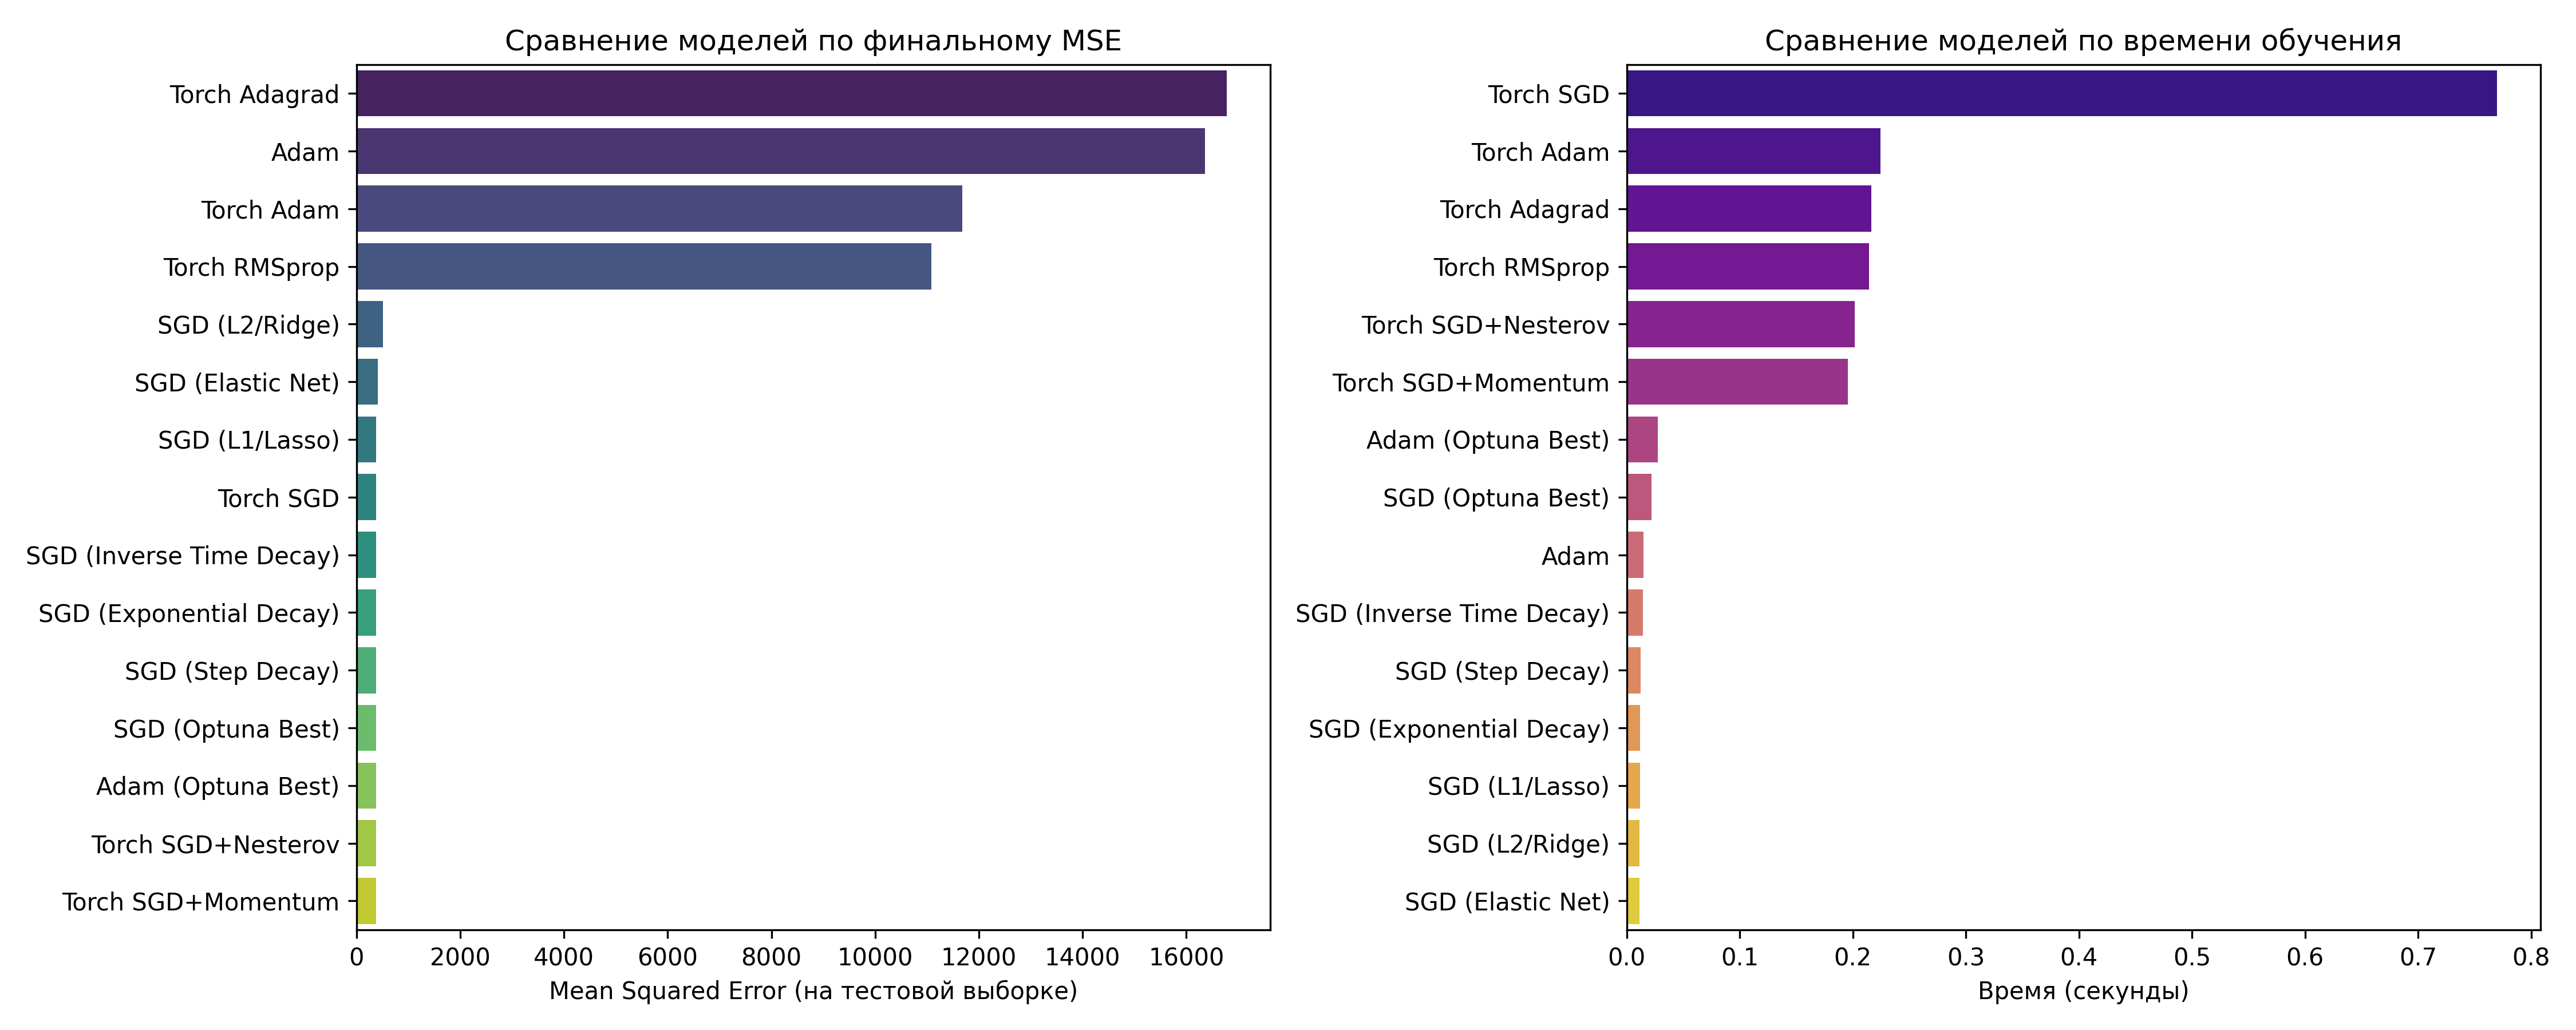 Сравнение моделей по финальному MSE
Torch Adagrad
Adam
Torch Adam
Torch RMSprop
SGD (L2/Ridge)
SGD (Elastic Net)
SGD (L1/Lasso)
Torch SGD
SGD (Inverse Time Decay)
SGD (Exponential Decay)
SGD (Step Decay)
SGD (Optuna Best)
Adam (Optuna Best)
Torch SGD+Nesterov
Torch SGD+Momentum
0 2000 4000 6000 8000 10000 12000 14000 16000
Mean Squared Error (на тестовой выборке)
Сравнение моделей по времени обучения
Torch SGD
Torch Adam
Torch Adagrad
Torch RMSprop
Torch SGD+Nesterov
Torch SGD+Momentum
Adam (Optuna Best)
SGD (Optuna Best)
Adam
SGD (Inverse Time Decay)
SGD (Step Decay)
SGD (Exponential Decay)
SGD (L1/Lasso)
SGD (L2/Ridge)
SGD (Elastic Net)
0.0 0.1 0.2 0.3 0.4 0.5 0.6 0.7 0.8
Время (секунды)